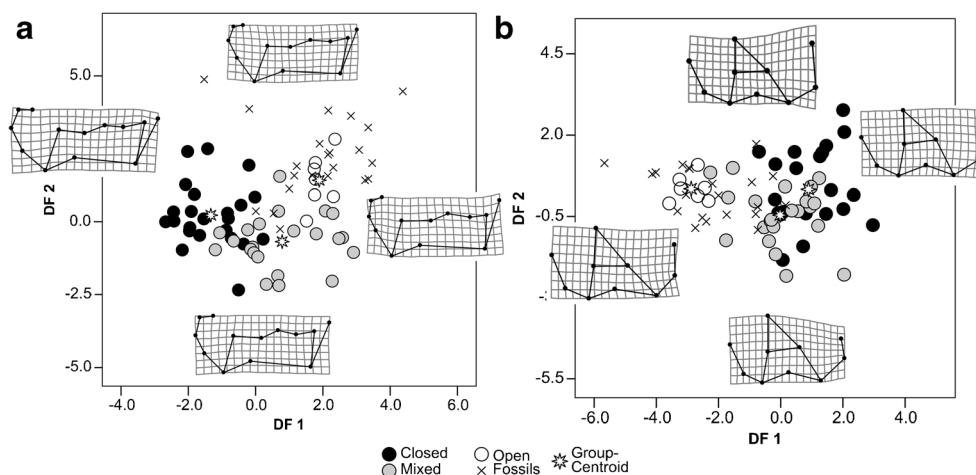 a
5.0
0.0
-2.5
-5.0
DF 2
-4.0 -2.0 0.0 2.0 4.0 6.0
DF 1
b
4.5
2.0
-0.5
-5.5
DF 2
-6.0 -4.0 -2.0 0.0 2.0 4.0
DF 1
Closed
Mixed
Open
Fossils
Group-
Centroid